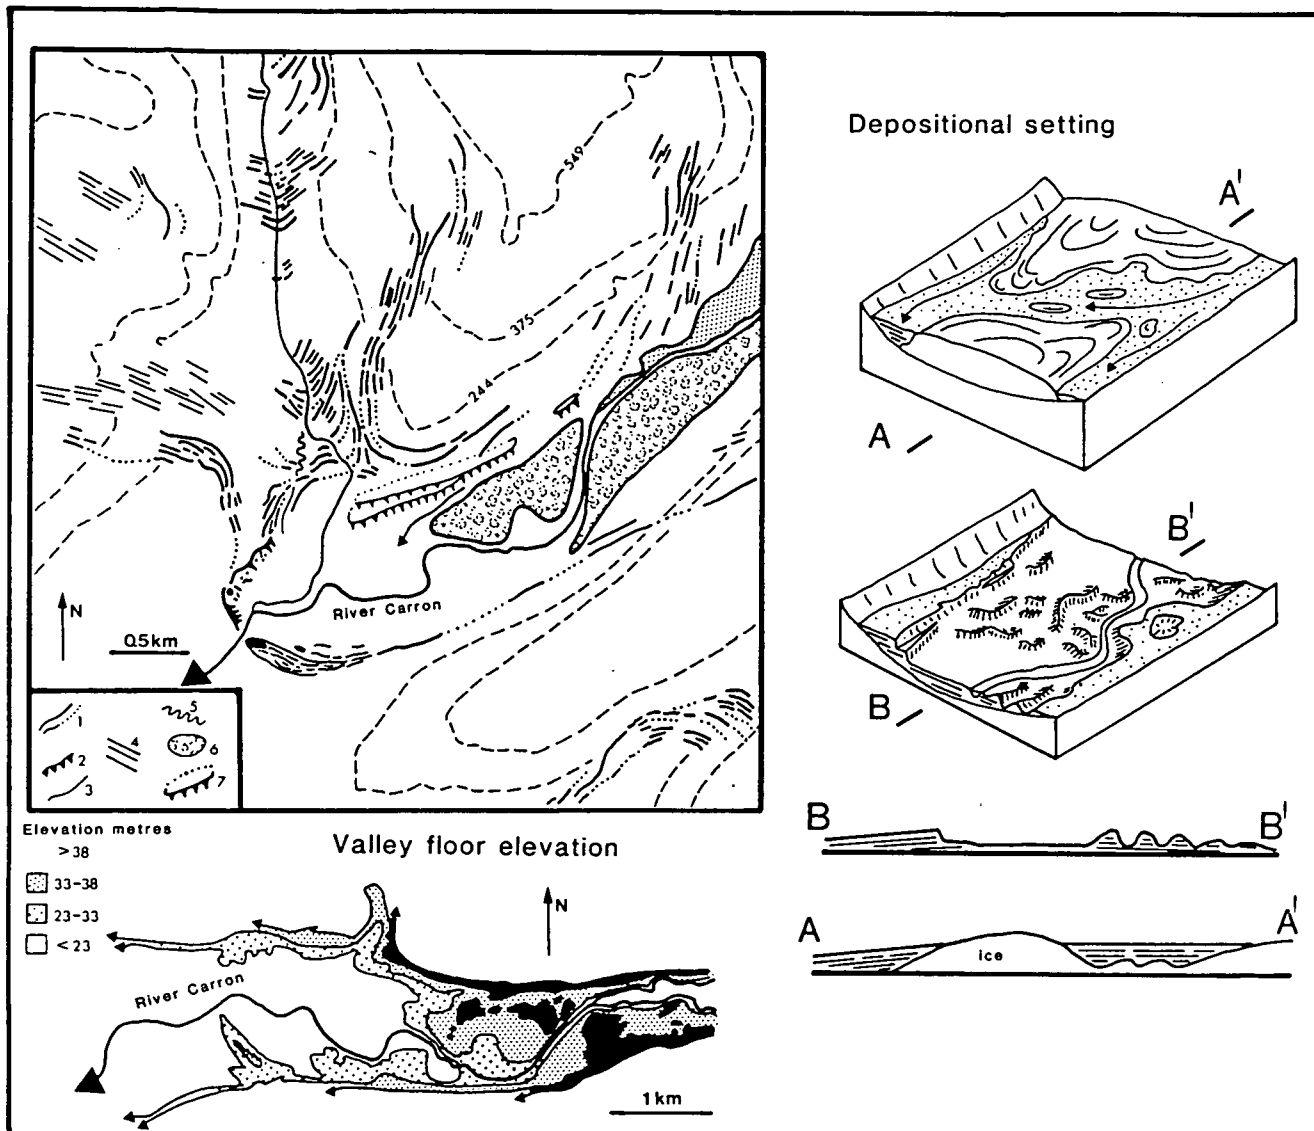 549
375
244
River Carron
N
0.5km
1
2
3
4
5
6
7
Depositional setting
A'
A
B'
B
B
B'
A
ice
A'
Elevation metres
>38
33-38
23-33
<23
Valley floor elevation
N
River Carron
1km